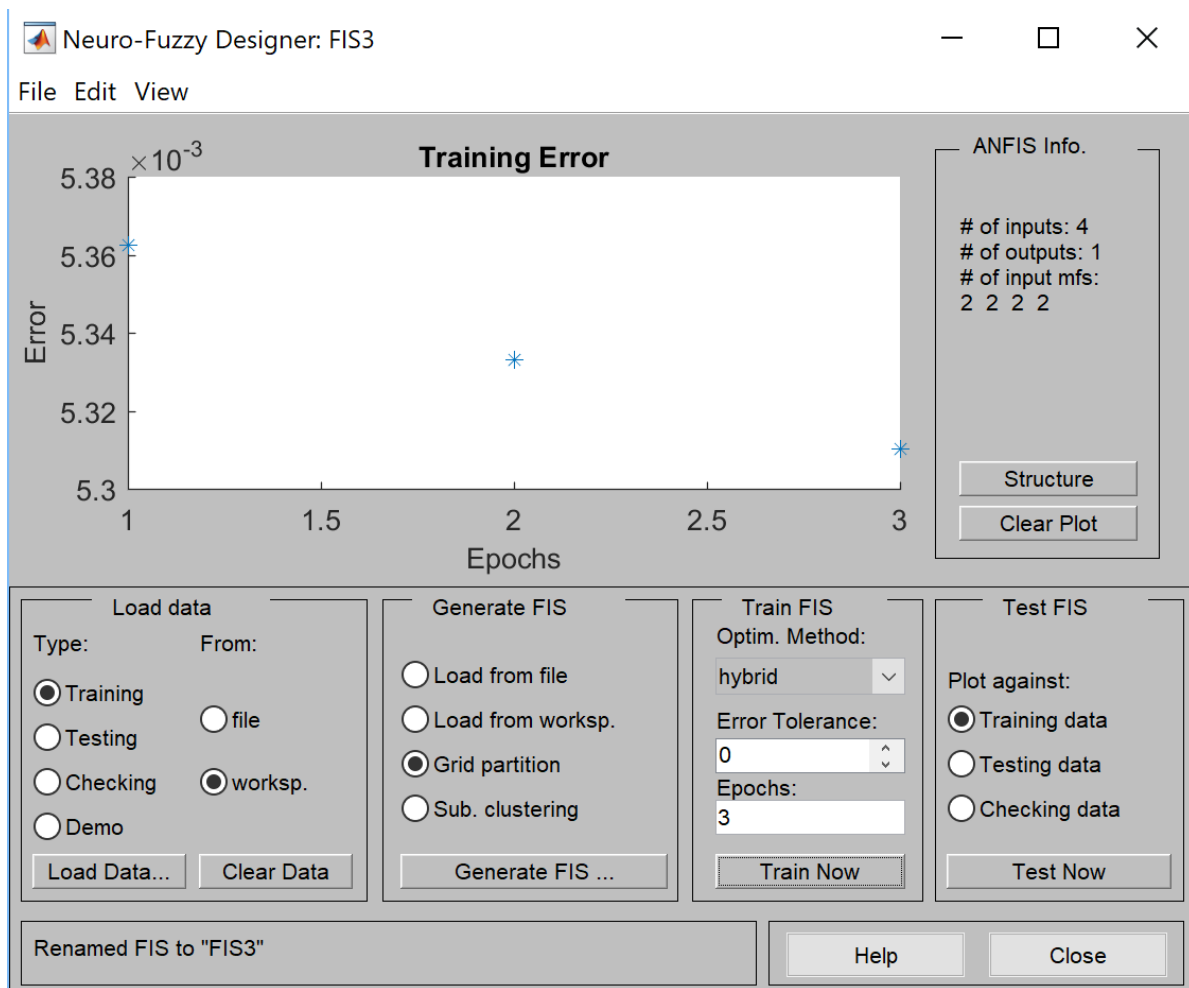 Neuro-Fuzzy Designer: FIS3
File Edit View
×10-3
Training Error
5.38
5.36
5.34
5.32
5.3
Error
1 1.5 2 2.5 3
Epochs
ANFIS Info.
# of inputs: 4
# of outputs: 1
# of input mfs:
2 2 2 2
Structure
Clear Plot
Load data
Type: From:
Training
Testing
Checking
Demo
file
worksp.
Load Data... Clear Data
Generate FIS
Load from file
Load from worksp.
Grid partition
Sub. clustering
Generate FIS ...
Train FIS
Optim. Method:
hybrid
Error Tolerance:
0
Epochs:
3
Train Now
Test FIS
Plot against:
Training data
Testing data
Checking data
Test Now
Renamed FIS to "FIS3"
Help Close